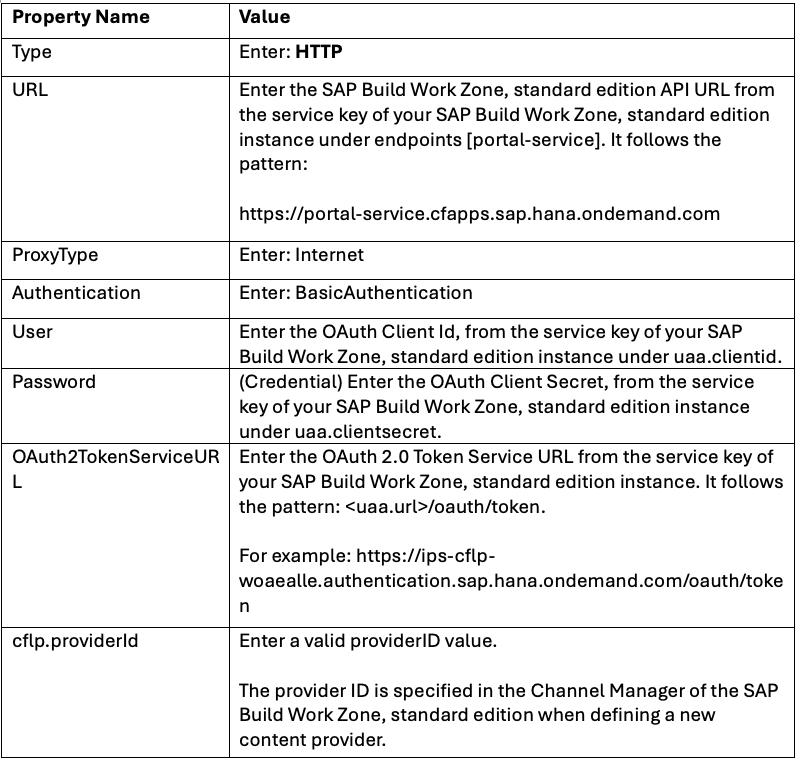 Property Name
Value
Type
Enter: HTTP
URL
Enter the SAP Build Work Zone, standard edition API URL from
the service key of your SAP Build Work Zone, standard edition
instance under endpoints [portal-service]. It follows the
pattern:
https://portal-service.cfapps.sap.hana.ondemand.com
ProxyType
Enter: Internet
Authentication
Enter: BasicAuthentication
User
Enter the OAuth Client Id, from the service key of your SAP
Build Work Zone, standard edition instance under uaa.clientid.
Password
(Credential) Enter the OAuth Client Secret, from the service
key of your SAP Build Work Zone, standard edition instance
under uaa.clientsecret.
OAuth2TokenServiceUR
L
Enter the OAuth 2.0 Token Service URL from the service key of
your SAP Build Work Zone, standard edition instance. It follows
the pattern: <uaa.url>/oauth/token.
For example: https://ips-cflp-
woaealle.authentication.sap.hana.ondemand.com/oauth/toke
n
cflp.providerId
Enter a valid providerID value.
The provider ID is specified in the Channel Manager of the SAP
Build Work Zone, standard edition when defining a new
content provider.